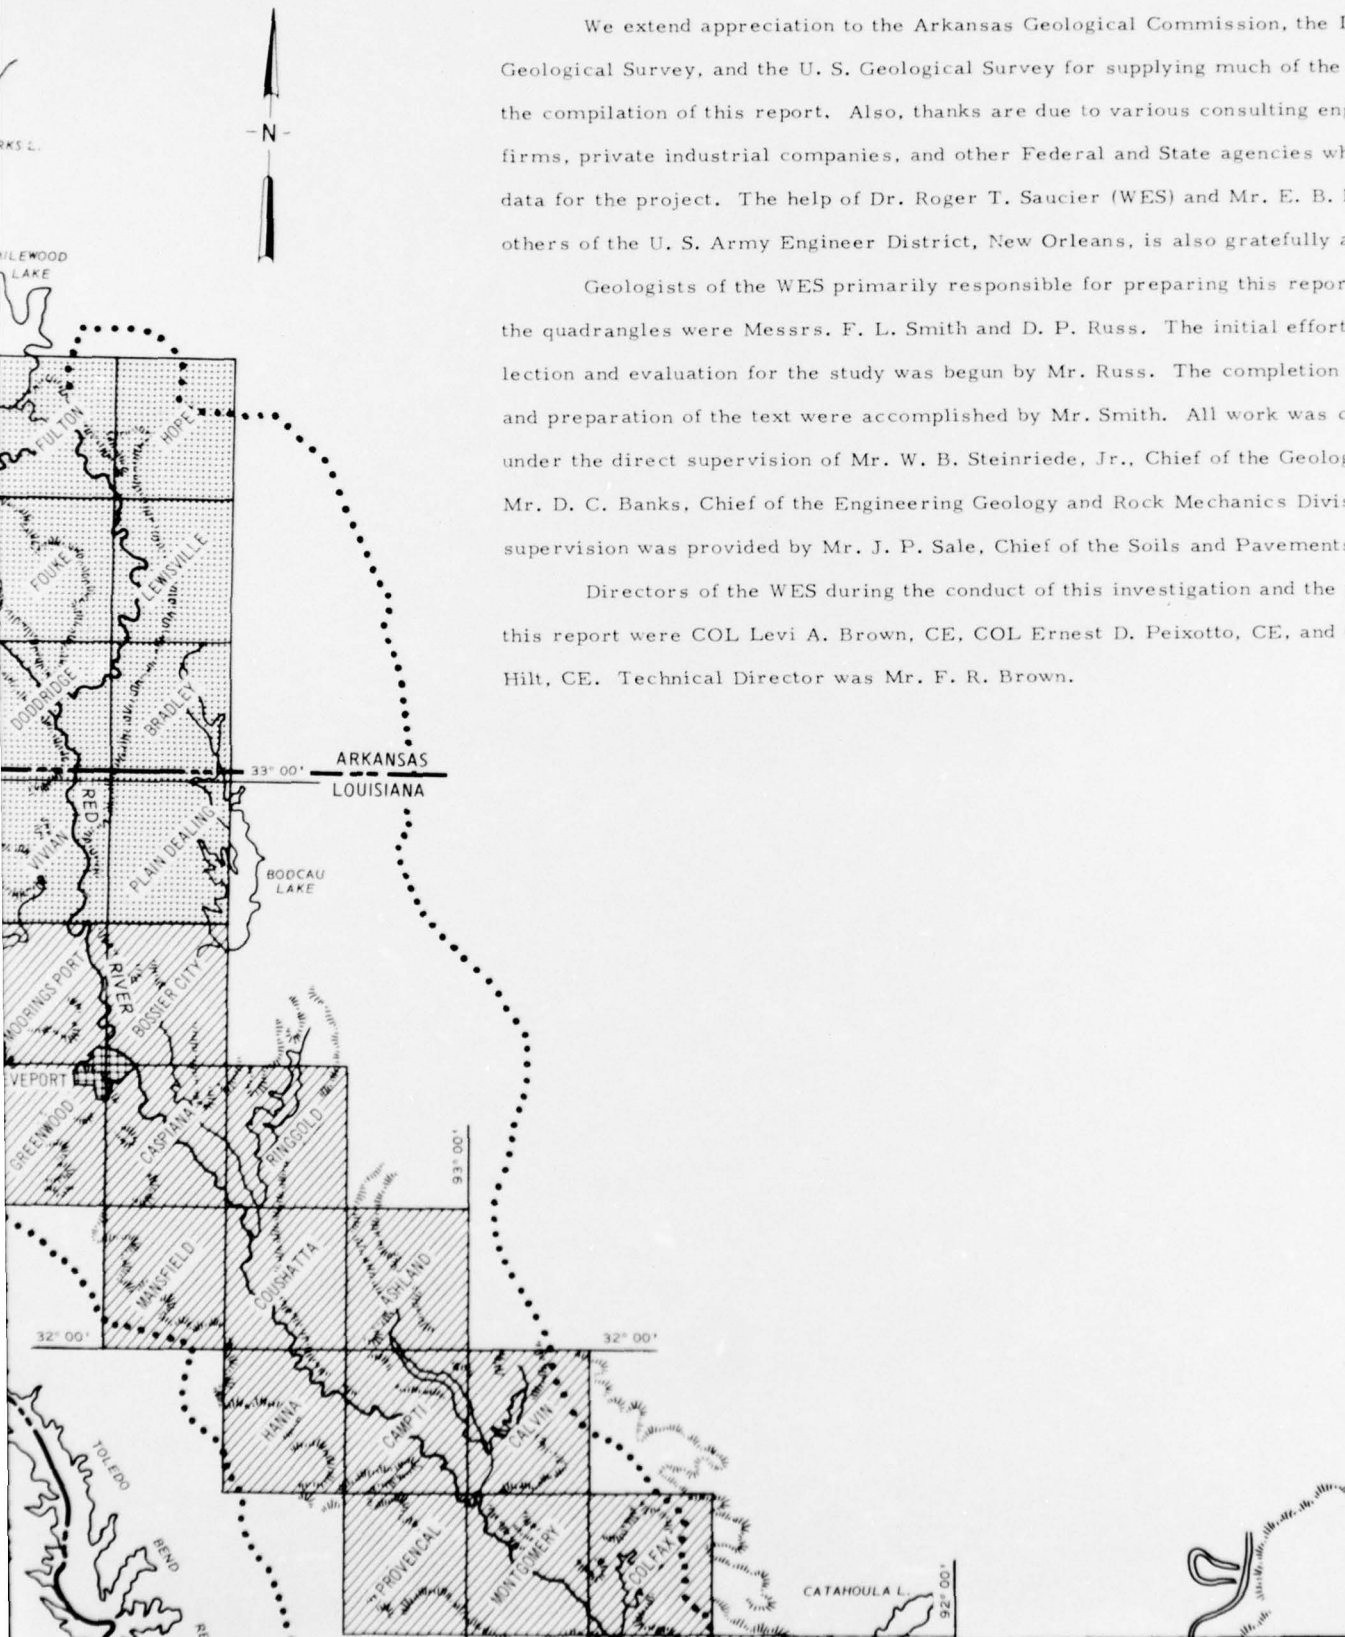 We extend appreciation to the Arkansas Geological Commission, the
Geological Survey, and the U. S. Geological Survey for supplying much of the
the compilation of this report. Also, thanks are due to various consulting
firms, private industrial companies, and other Federal and State agencies
data for the project. The help of Dr. Roger T. Saucier (WES) and Mr. E. B.
others of the U. S. Army Engineer District, New Orleans, is also gratefully
Geologists of the WES primarily responsible for preparing this
the quadrangles were Messrs. F. L. Smith and D. P. Russ. The initial effort
lection and evaluation for the study was begun by Mr. Russ. The completion
and preparation of the text were accomplished by Mr. Smith. All work was
under the direct supervision of Mr. W. B. Steinriede, Jr., Chief of the
Mr. D. C. Banks, Chief of the Engineering Geology and Rock Mechanics
supervision was provided by Mr. J. P. Sale, Chief of the Soils and
Directors of the WES during the conduct of this investigation and the
this report were COL Levi A. Brown, CE, COL Ernest D. Peixotto, CE, and
Hilt, CE. Technical Director was Mr. F. R. Brown.
-N-
RKS L.
ILEWOOD
LAKE
FULTON
HOPE
FOUKE
LEWISVILLE
DODDRIDGE
BRADLEY
33° 00'
ARKANSAS
LOUISIANA
RED
VIVIAN
PLAIN DEALING
BODCAU
LAKE
MOORINGSPORT
RIVER
BOSSIER CITY
EVEPORT
GREENWOOD
CASPIANA
RINGGOLD
93° 00'
MANSFIELD
COUSHATTA
ASHLAND
32° 00'
32° 00'
HANNA
CAMPTI
CALVIN
TOLEDO
BEND
RE
PROVENCAL
MONTGOMERY
COLFAX
CATAHOULA L.
92° 00'